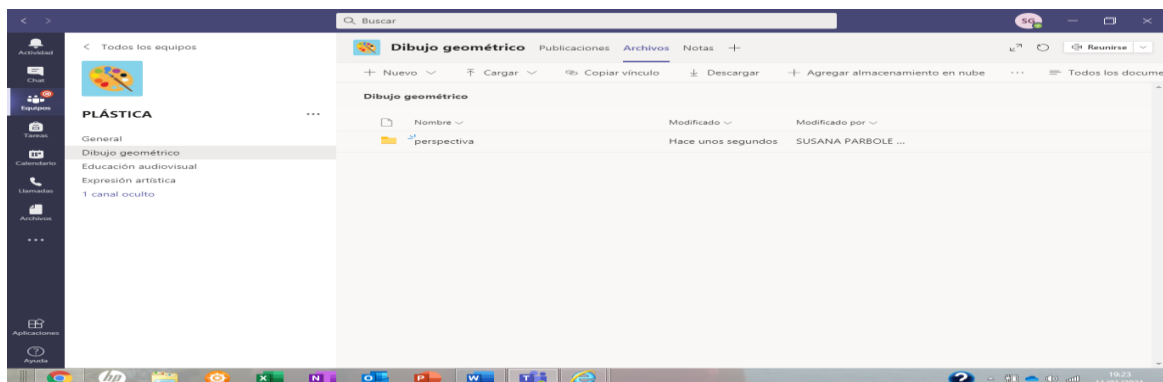 Buscar
SG
Actividad
Chat
Equipos
Tareas
Calendario
Llamadas
Archivos
Aplicaciones
Ayuda
< Todos los equipos
PLÁSTICA
General
Dibujo geométrico
Educación audiovisual
Expresión artística
1 canal oculto
Dibujo geométrico Publicaciones Archivos Notas +
Reunirse
+ Nuevo Cargar Copiar vínculo Descargar + Agregar almacenamiento en nube ... Todos los docume
Dibujo geométrico
Nombre Modificado Modificado por
perspectiva Hace unos segundos SUSANA PARBOLE ...
hp
19:23